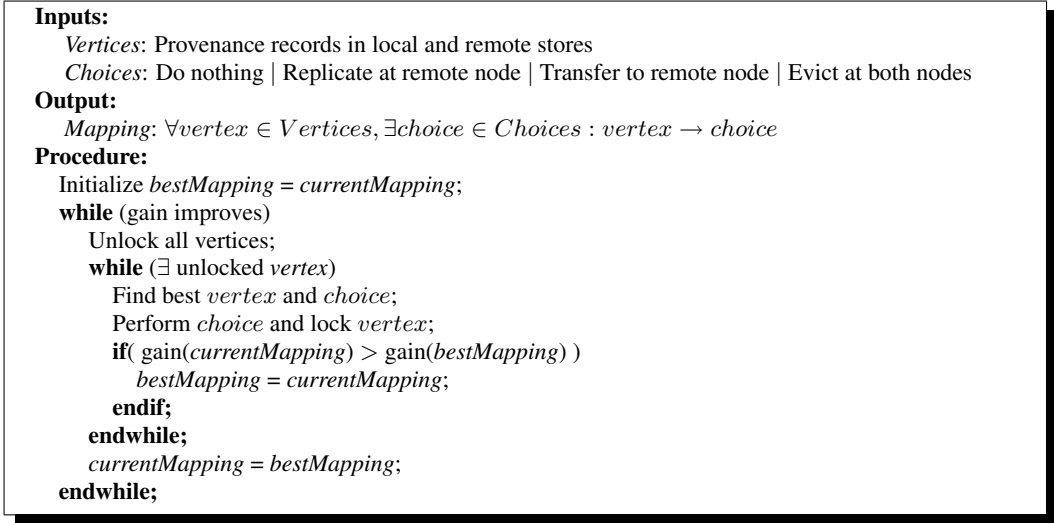 Inputs:
Vertices: Provenance records in local and remote stores
Choices: Do nothing | Replicate at remote node | Transfer to remote node | Evict at both nodes
Output:
Mapping: ∀vertex ∈ Vertices, ∃choice ∈ Choices : vertex → choice
Procedure:
Initialize bestMapping = currentMapping;
while (gain improves)
Unlock all vertices;
while (∃ unlocked vertex)
Find best vertex and choice;
Perform choice and lock vertex;
if( gain(currentMapping) > gain(bestMapping) )
bestMapping = currentMapping;
endif;
endwhile;
currentMapping = bestMapping;
endwhile;